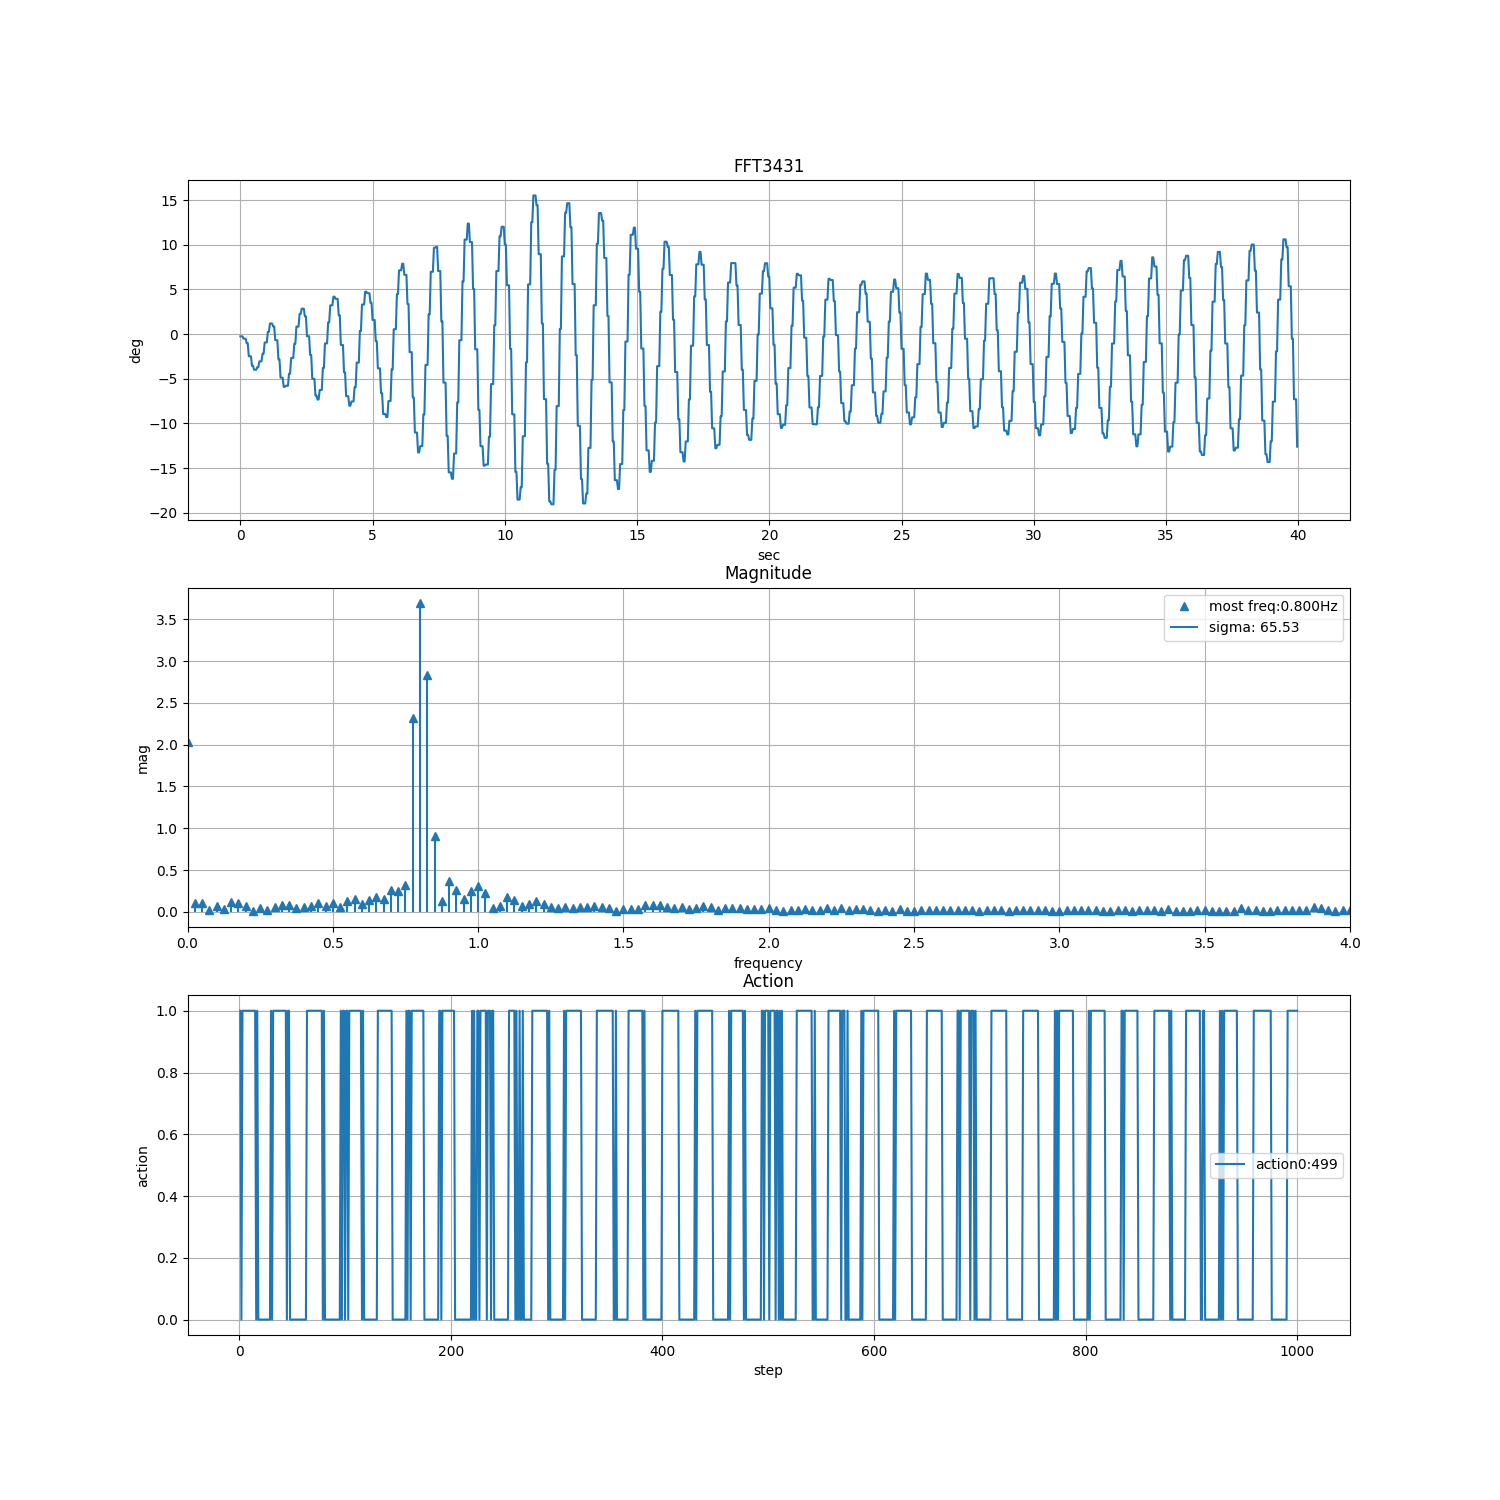 FFT3431
15
10
5
0
−5
−10
−15
−20
deg
0 5 10 15 20 25 30 35 40
sec
Magnitude
most freq:0.800Hz
sigma: 65.53
3.5
3.0
2.5
2.0
1.5
1.0
0.5
0.0
mag
0.0 0.5 1.0 1.5 2.0 2.5 3.0 3.5 4.0
frequency
Action
1.0
0.8
0.6
0.4
0.2
0.0
action
action0:499
0 200 400 600 800 1000
step